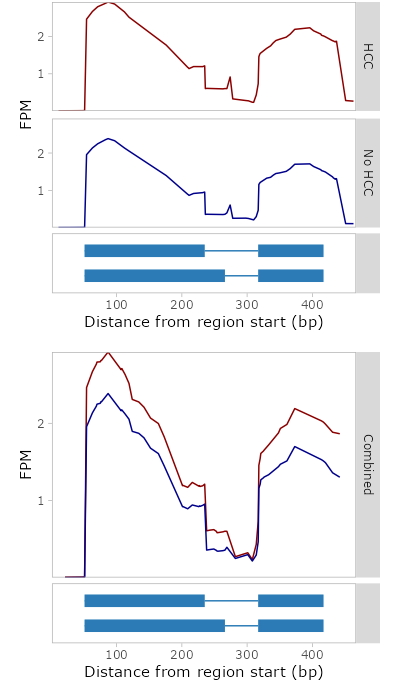 FPM
2
1
HCC
2
1
No HCC
100 200 300 400
Distance from region start (bp)
FPM
2
1
Combined
100 200 300 400
Distance from region start (bp)